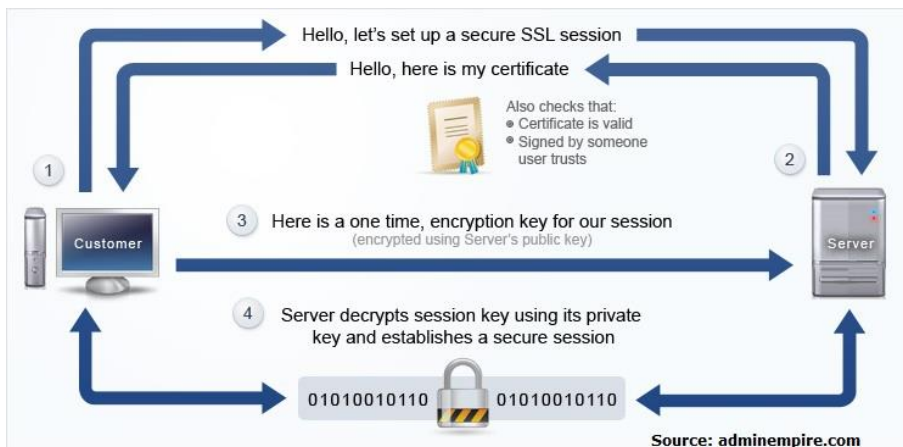 Hello, let's set up a secure SSL session
Hello, here is my certificate
Also checks that:
Certificate is valid
Signed by someone
user trusts
1
2
Customer
Server
3
Here is a one time, encryption key for our session
(encrypted using Server's public key)
4
Server decrypts session key using its private
key and establishes a secure session
01010010110
01010010110
Source: adminempire.com